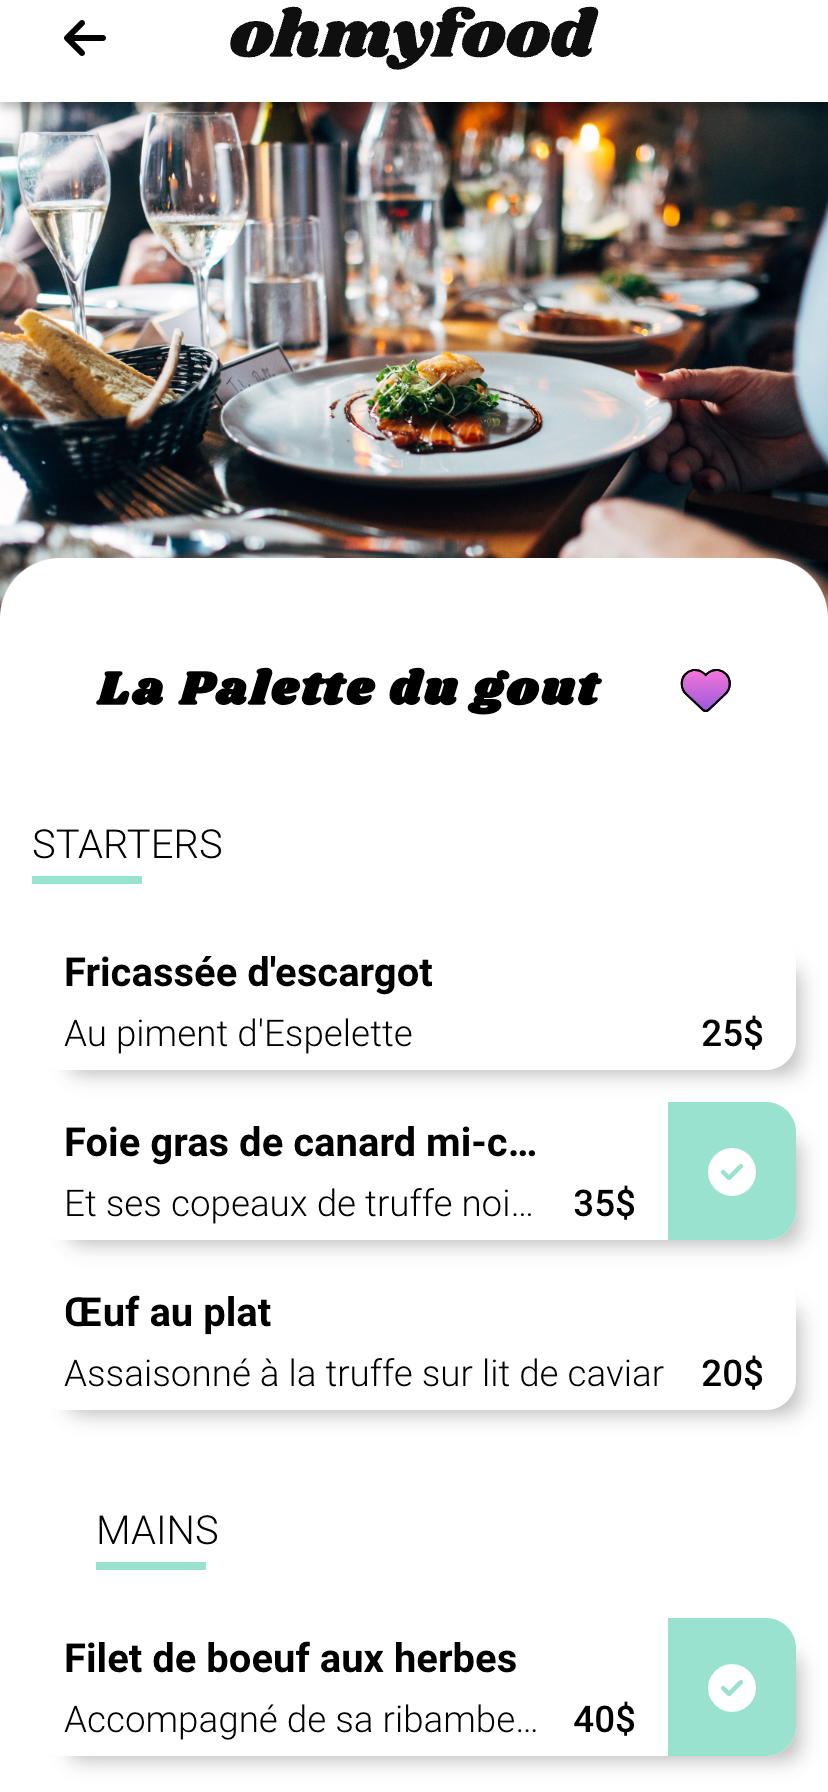 ohmyfood
La Palette du gout
STARTERS
Fricassée d'escargot
Au piment d'Espelette 25$
Foie gras de canard mi-c...
Et ses copeaux de truffe noi... 35$
Œuf au plat
Assaisonné à la truffe sur lit de caviar 20$
MAINS
Filet de boeuf aux herbes
Accompagné de sa ribambe... 40$